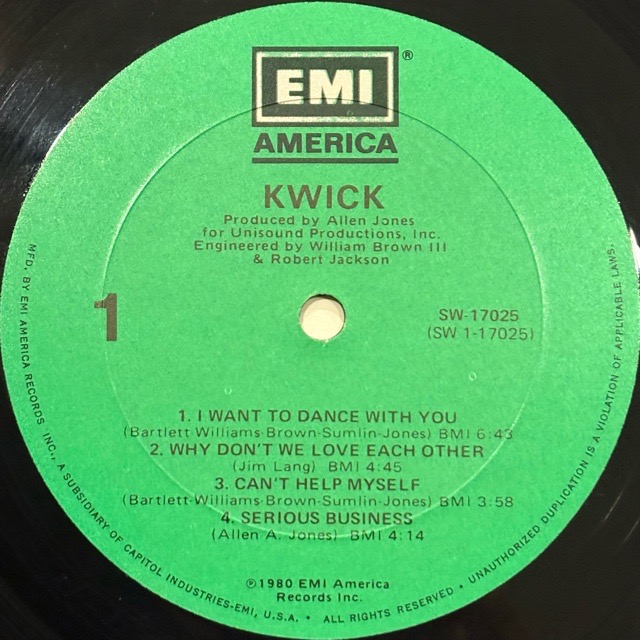 EMI ®
AMERICA
KWICK
Produced by Allen Jones
for Unisound Productions, Inc.
Engineered by William Brown III
& Robert Jackson
1
SW-17025
(SW 1-17025)
1. I WANT TO DANCE WITH YOU
(Bartlett-Williams-Brown-Sumlin-Jones) BMI 6:43
2. WHY DON'T WE LOVE EACH OTHER
(Jim Lang) BMI 4:45
3. CAN'T HELP MYSELF
(Bartlett-Williams-Brown-Sumlin-Jones) BMI 3:58
4. SERIOUS BUSINESS
(Allen A. Jones) BMI 4:14
℗1980 EMI America
Records Inc.
MFD. BY EMI AMERICA RECORDS INC., A SUBSIDIARY OF CAPITOL INDUSTRIES-EMI, U.S.A. • ALL RIGHTS RESERVED • UNAUTHORIZED DUPLICATION IS A VIOLATION OF APPLICABLE LAWS.